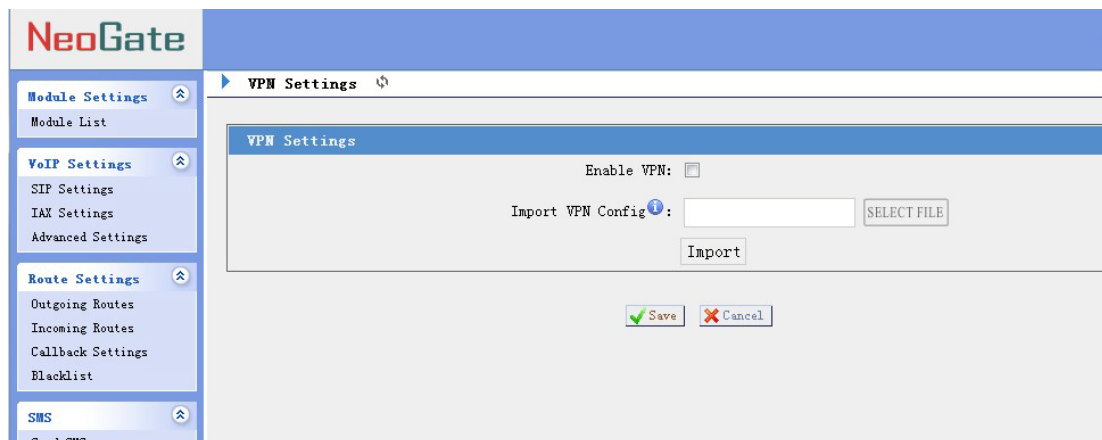 NeoGate
Module Settings
Module List
VoIP Settings
SIP Settings
IAX Settings
Advanced Settings
Route Settings
Outgoing Routes
Incoming Routes
Callback Settings
Blacklist
SMS
VPN Settings
VPN Settings
Enable VPN:
Import VPN Config i :
SELECT FILE
Import
Save
Cancel